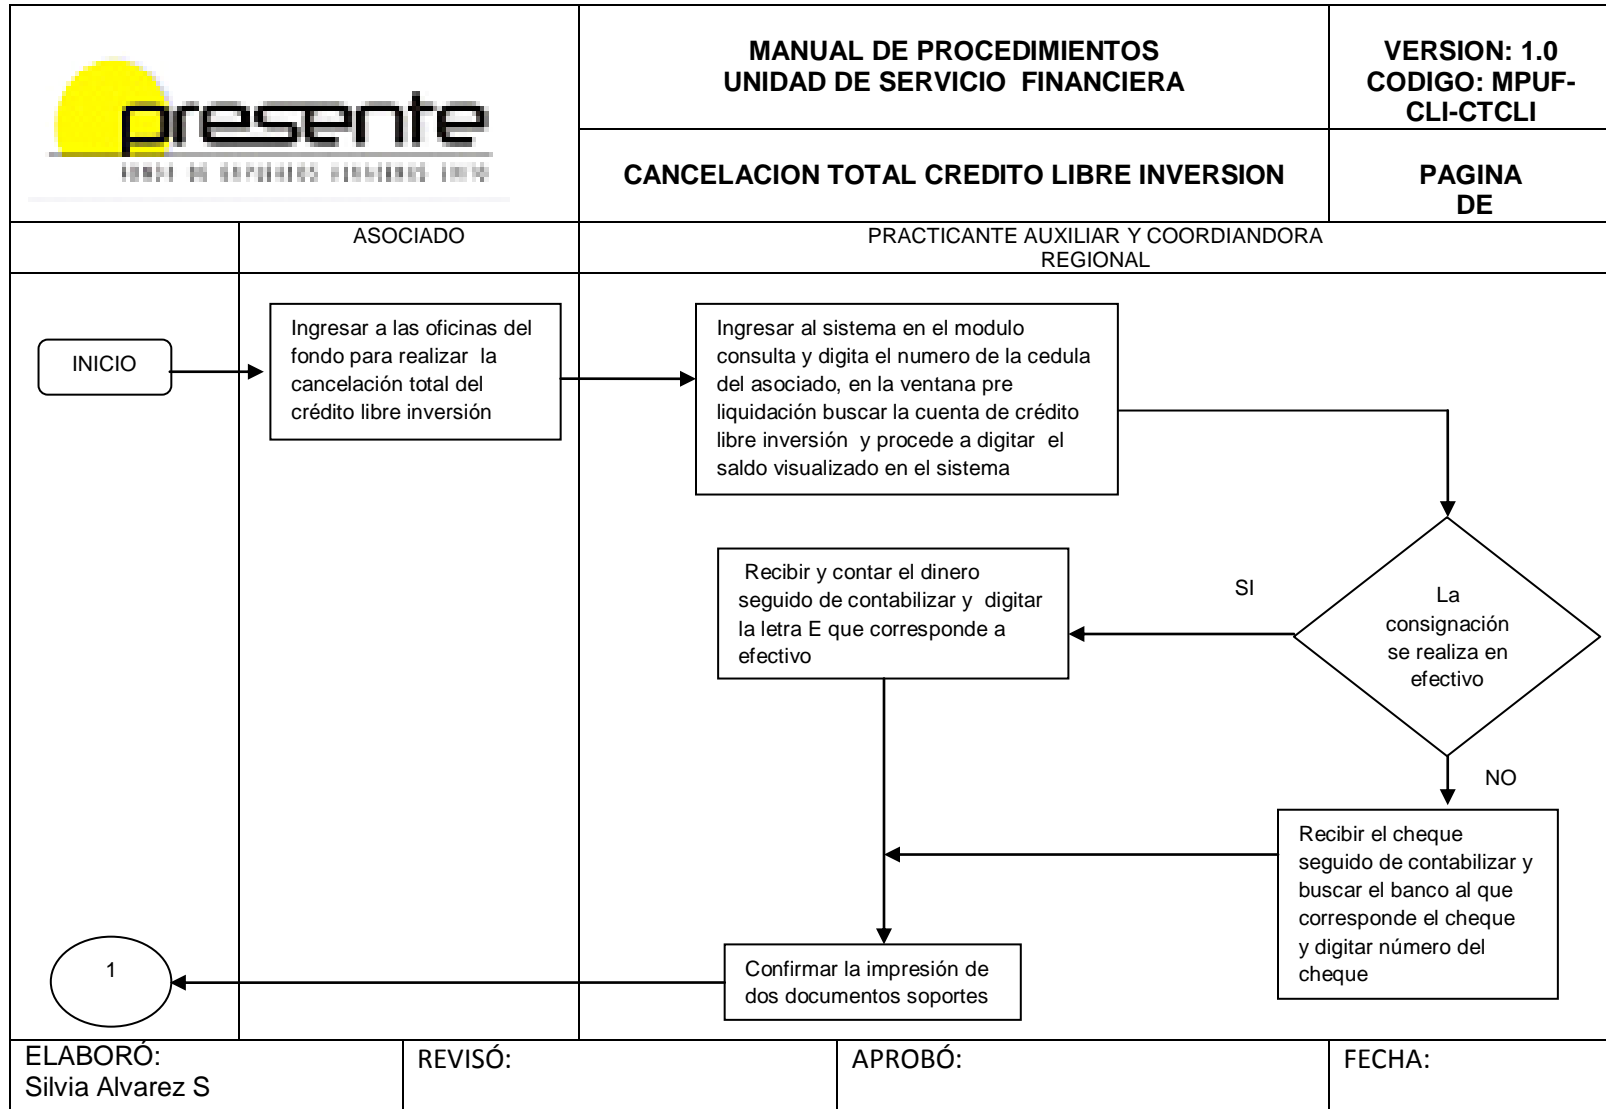 presente
MANUAL DE PROCEDIMIENTOS
UNIDAD DE SERVICIO FINANCIERA
VERSION: 1.0
CODIGO: MPUF-
CLI-CTCLI
CANCELACION TOTAL CREDITO LIBRE INVERSION
PAGINA
DE
ASOCIADO
PRACTICANTE AUXILIAR Y COORDIANDORA
REGIONAL
INICIO
Ingresar a las oficinas del
fondo para realizar la
cancelación total del
crédito libre inversión
Ingresar al sistema en el modulo
consulta y digita el numero de la cedula
del asociado, en la ventana pre
liquidación buscar la cuenta de crédito
libre inversión y procede a digitar el
saldo visualizado en el sistema
La
consignación
se realiza en
efectivo
SI
Recibir y contar el dinero
seguido de contabilizar y digitar
la letra E que corresponde a
efectivo
NO
Recibir el cheque
seguido de contabilizar y
buscar el banco al que
corresponde el cheque
y digitar número del
cheque
Confirmar la impresión de
dos documentos soportes
1
ELABORÓ:
Silvia Alvarez S
REVISÓ:
APROBÓ:
FECHA: